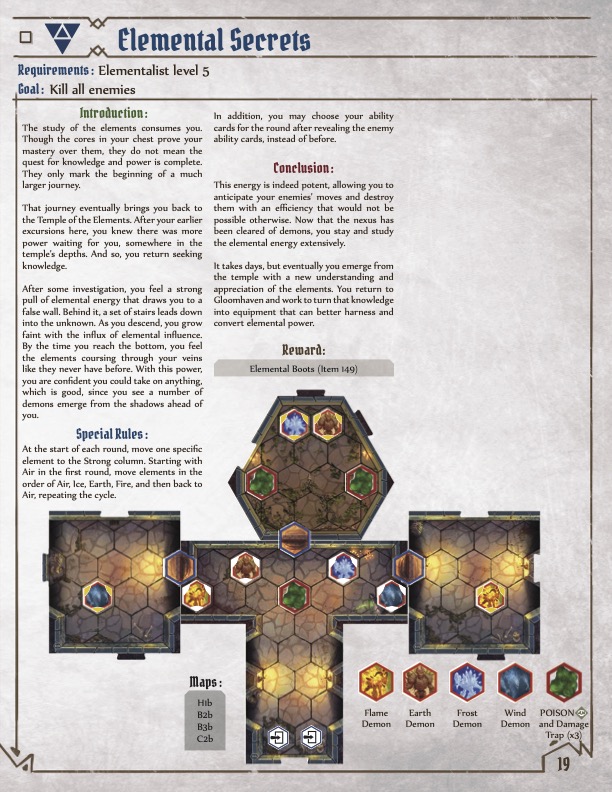 Elemental Secrets
Requirements: Elementalist level 5
Goal: Kill all enemies
Introduction:
The study of the elements consumes you.
Though the cores in your chest prove your
mastery over them, they do not mean the
quest for knowledge and power is complete.
They only mark the beginning of a much
larger journey.
That journey eventually brings you back to
the Temple of the Elements. After your earlier
excursions here, you knew there was more
power waiting for you, somewhere in the
temple's depths. And so, you return seeking
knowledge.
After some investigation, you feel a strong
pull of elemental energy that draws you to a
false wall. Behind it, a set of stairs leads down
into the unknown. As you descend, you grow
faint with the influx of elemental influence.
By the time you reach the bottom, you feel
the elements coursing through your veins
like they never have before. With this power,
you are confident you could take on anything,
which is good, since you see a number of
demons emerge from the shadows ahead of
you.
Special Rules:
At the start of each round, move one specific
element to the Strong column. Starting with
Air in the first round, move elements in the
order of Air, Ice, Earth, Fire, and then back to
Air, repeating the cycle.
In addition, you may choose your ability
cards for the round after revealing the enemy
ability cards, instead of before.
Conclusion:
This energy is indeed potent, allowing you to
anticipate your enemies' moves and destroy
them with an efficiency that would not be
possible otherwise. Now that the nexus has
been cleared of demons, you stay and study
the elemental energy extensively.
It takes days, but eventually you emerge from
the temple with a new understanding and
appreciation of the elements. You return to
Gloomhaven and work to turn that knowledge
into equipment that can better harness and
convert elemental power.
Reward:
Elemental Boots (Item 149)
Maps:
H1b
B2b
B3b
C2b
Flame
Demon
Earth
Demon
Frost
Demon
Wind
Demon
POISON
and Damage
Trap (x3)
19